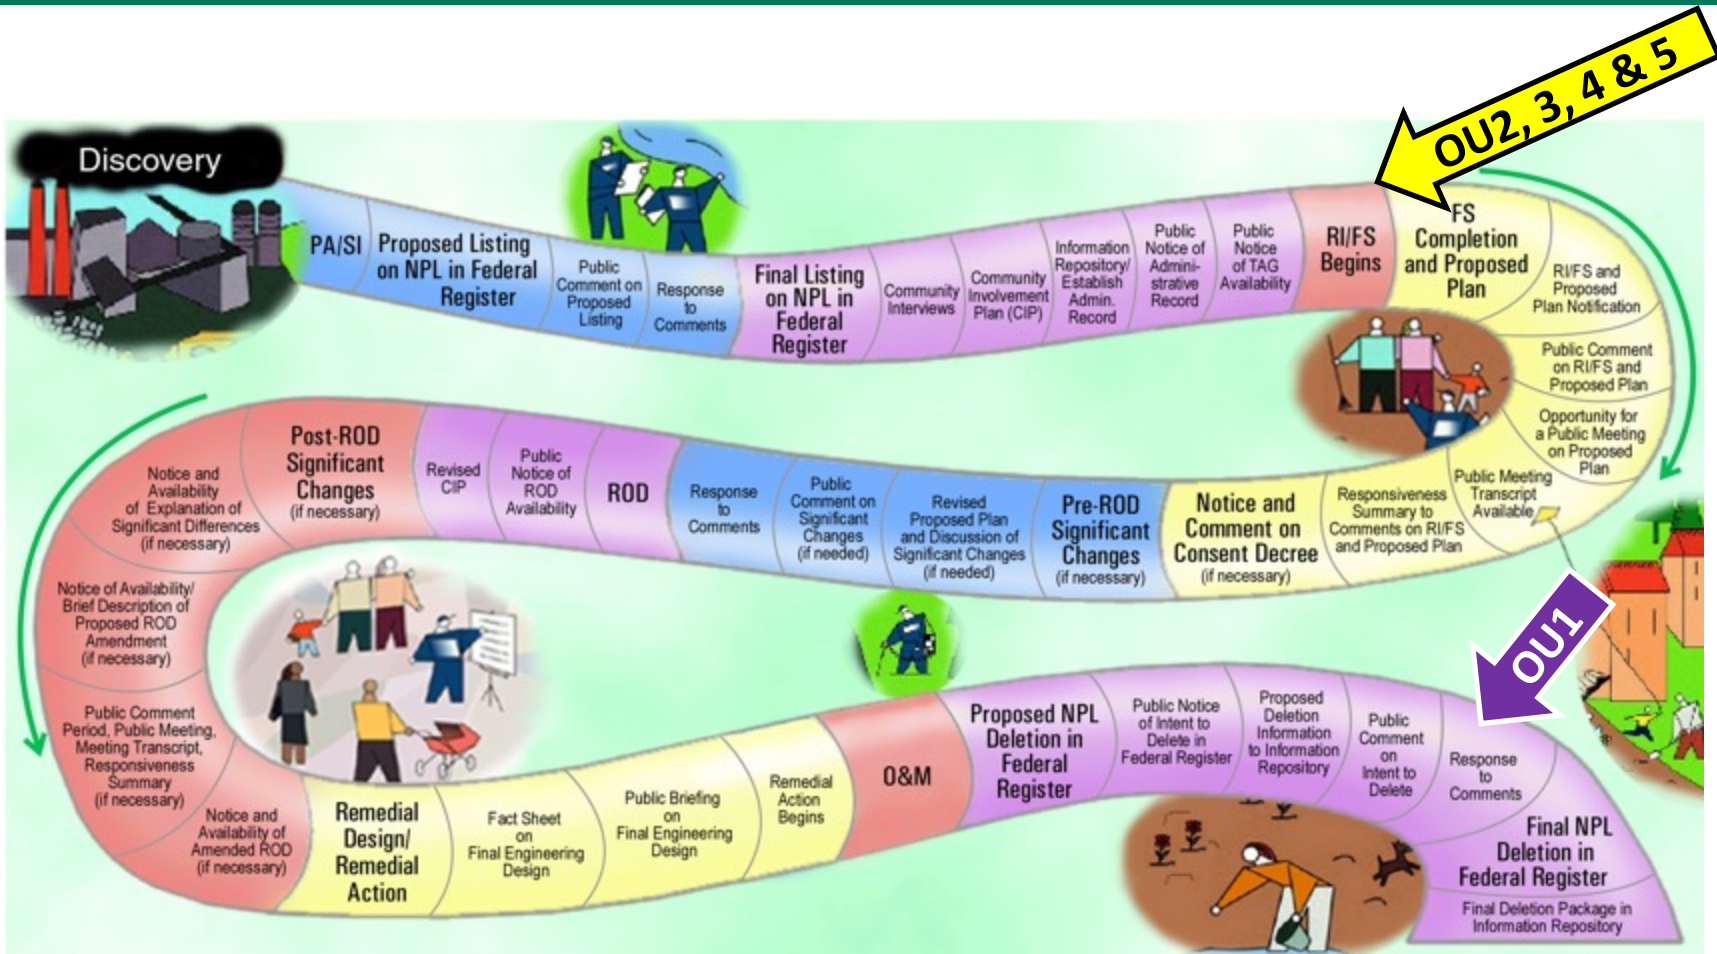 OU2, 3, 4 & 5
Discovery
PA/SI
Proposed Listing
on NPL in Federal
Register
Public
Comment on
Proposed
Listing
Response
to
Comments
Final Listing
on NPL in
Federal
Register
Community
Interviews
Community
Involvement
Plan (CIP)
Information
Repository/
Establish
Admin.
Record
Public
Notice of
Admini-
strative
Record
Public
Notice
of TAG
Availability
RI/FS
Begins
FS
Completion
and Proposed
Plan
RI/FS and
Proposed
Plan Notification
Public Comment
on RI/FS and
Proposed Plan
Opportunity for
a Public Meeting
on Proposed
Plan
Public Meeting
Transcript
Available
Responsiveness
Summary to
Comments on RI/FS
and Proposed Plan
Notice and
Comment on
Consent Decree
(if necessary)
Pre-ROD
Significant
Changes
(if necessary)
Revised
Proposed Plan
and Discussion of
Significant Changes
(if needed)
Public
Comment on
Significant
Changes
(if needed)
Response
to
Comments
ROD
Public
Notice of
ROD
Availability
Revised
CIP
Post-ROD
Significant
Changes
(if necessary)
Notice and
Availability
of Explanation of
Significant Differences
(if necessary)
Notice of Availability/
Brief Description of
Proposed ROD
Amendment
(if necessary)
Public Comment
Period, Public Meeting,
Meeting Transcript,
Responsiveness
Summary
(if necessary)
Notice and
Availability of
Amended ROD
(if necessary)
Remedial
Design/
Remedial
Action
Fact Sheet
on
Final Engineering
Design
Public Briefing
on
Final Engineering
Design
Remedial
Action
Begins
O&M
Proposed NPL
Deletion in
Federal
Register
Public Notice
of Intent to
Delete in
Federal Register
Proposed
Deletion
Information
to Information
Repository
Public
Comment
on
Intent to
Delete
OU1
Response
to
Comments
Final NPL
Deletion in
Federal Register
Final Deletion Package in
Information Repository